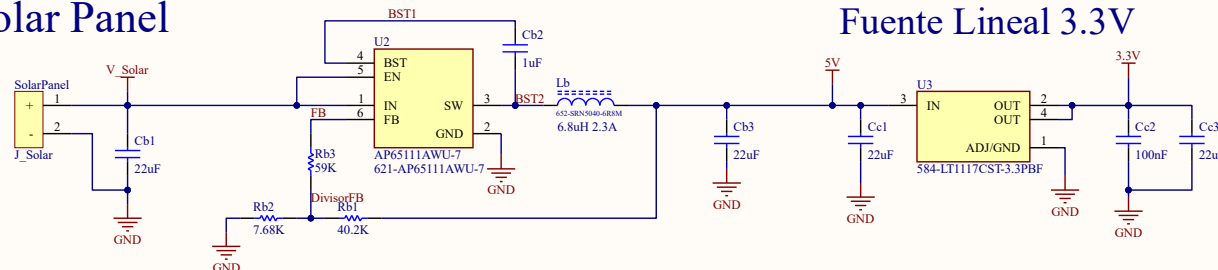 olar Panel
Fuente Lineal 3.3V
SolarPanel
+
1
-
2
J_Solar
V_Solar
Cb1
22uF
GND
BST1
U2
4
BST
5
EN
1
IN
6
FB
SW
3
GND
2
AP65111AWU-7
621-AP65111AWU-7
GND
FB
Rb3
59K
DivisorFB
Rb2
7.68K
Rb1
40.2K
GND
Cb2
1uF
BST2
Lb
652-SRN5040-6R8M
6.8uH 2.3A
Cb3
22uF
GND
5V
Cc1
22uF
GND
U3
3
IN
OUT
2
OUT
4
ADJ/GND
1
584-LT1117CST-3.3PBF
GND
3.3V
Cc2
100nF
GND
Cc3
22u